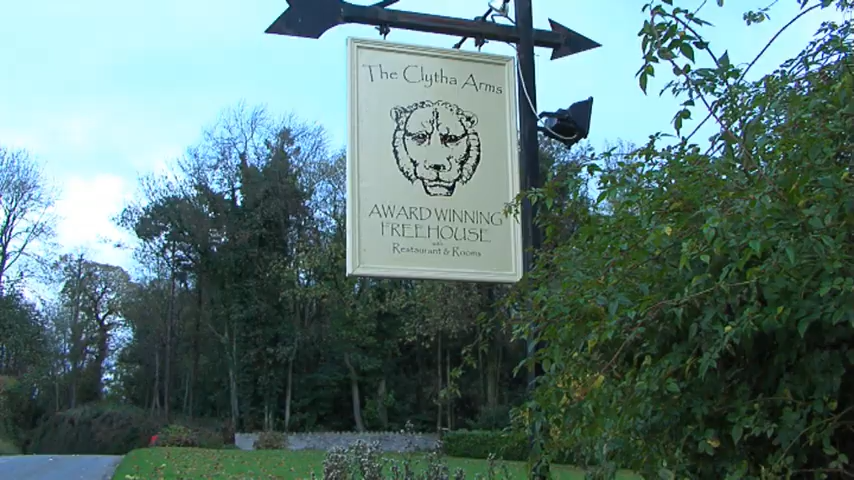 The Clytha Arms
AWARD WINNING
FREEHOUSE
with
Restaurant & Rooms